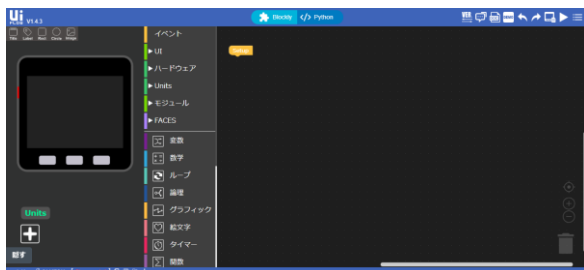 Ui V1.4.3
Blockly </> Python
Title Label Rect Circle Image
イベント
UI
ハードウェア
Units
モジュール
FACES
変数
数学
ループ
論理
グラフィック
絵文字
タイマー
関数
Setup
Units
隠す